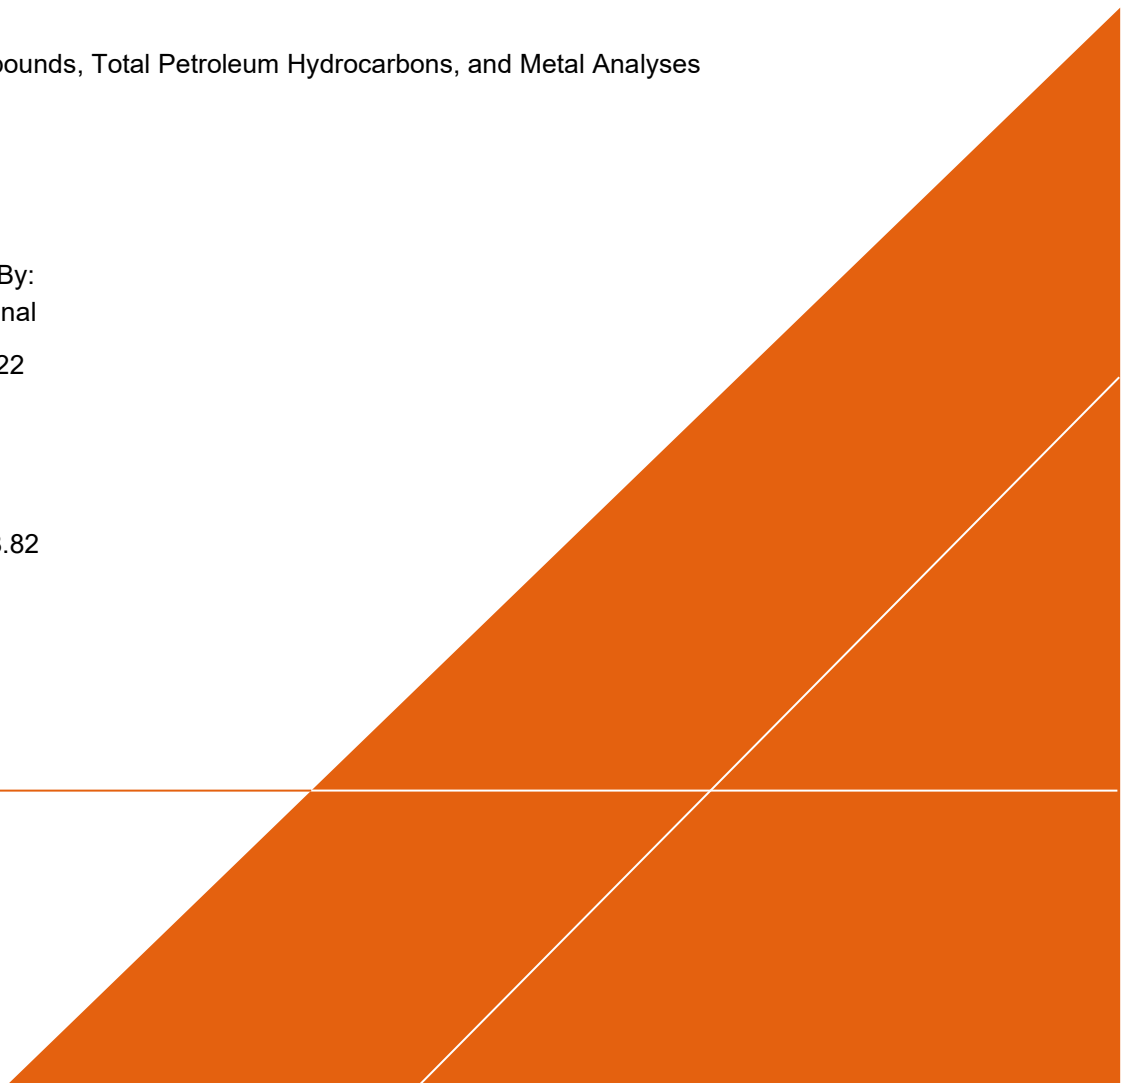 ounds, Total Petroleum Hydrocarbons, and Metal Analyses
By:
nal
22
.82